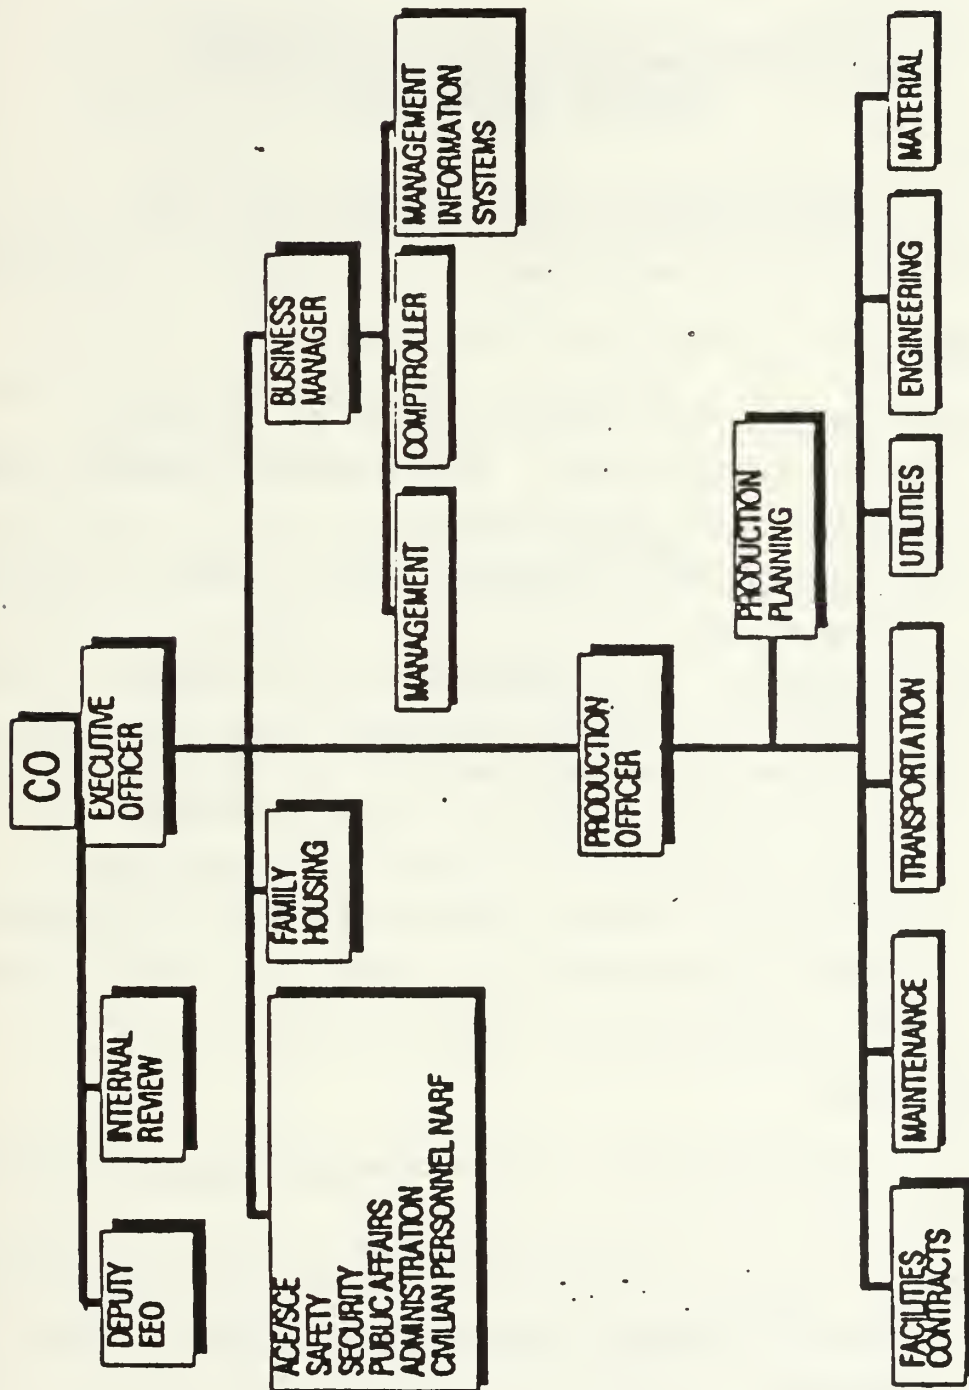 CO
EXECUTIVE
OFFICER
DEPUTY
EEO
INTERNAL
REVIEW
ACE/SCE
SAFETY
SECURITY
PUBLIC AFFAIRS
ADMINISTRATION
CIVILIAN PERSONNEL NARF
FAMILY
HOUSING
BUSINESS
MANAGER
MANAGEMENT
COMPTROLLER
MANAGEMENT
INFORMATION
SYSTEMS
PRODUCTION
OFFICER
PRODUCTION
PLANNING
FACILITIES
CONTRACTS
MAINTENANCE
TRANSPORTATION
UTILITIES
ENGINEERING
MATERIAL